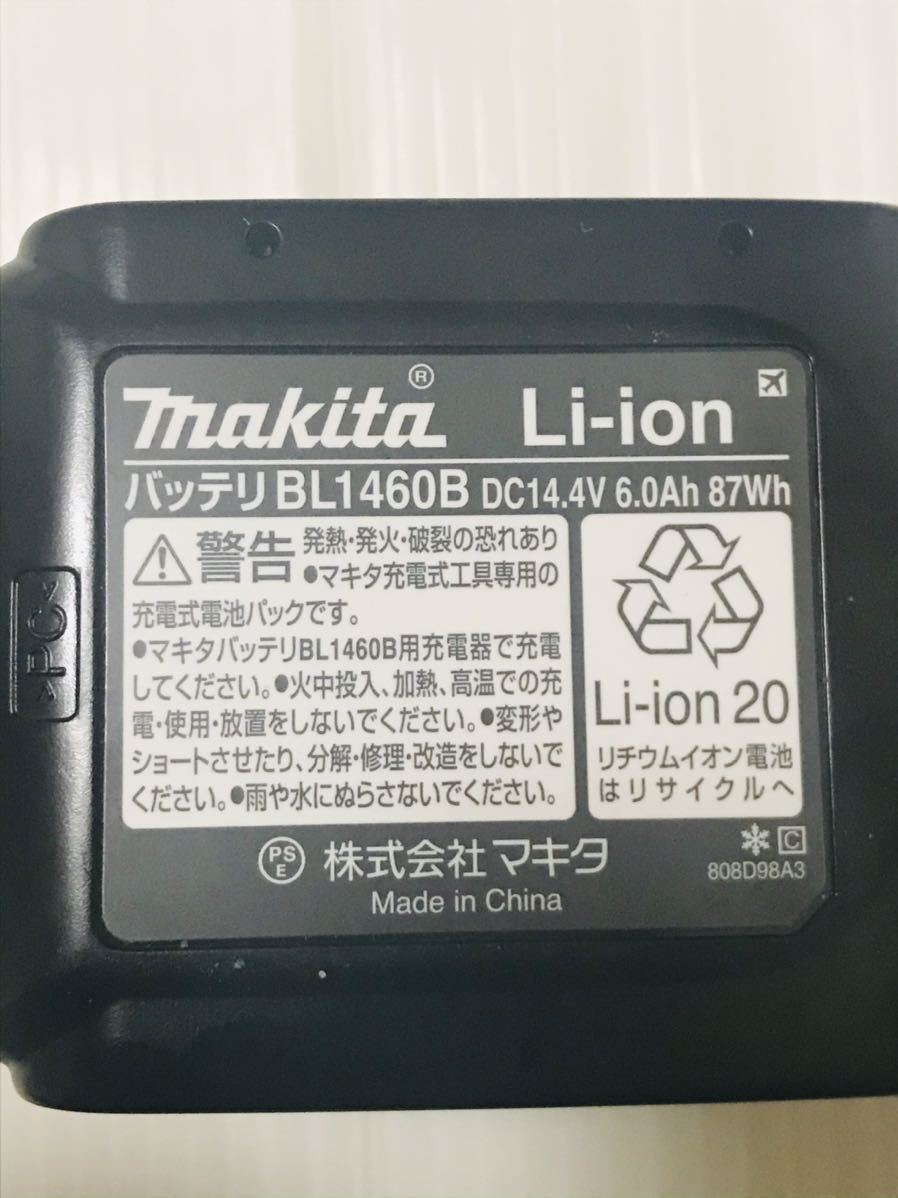 makita® Li-ion
バッテリ BL1460B DC14.4V 6.0Ah 87Wh
警告 発熱・発火・破裂の恐れあり
●マキタ充電式工具専用の
充電式電池パックです。
●マキタバッテリBL1460B用充電器で充電
してください。●火中投入、加熱、高温での充
電・使用・放置をしないでください。●変形や
ショートさせたり、分解・修理・改造をしないで
ください。●雨や水にぬらさないでください。
Li-ion 20
リチウムイオン電池
はリサイクルへ
PS
E
株式会社マキタ
Made in China
C
808D98A3
>PC<